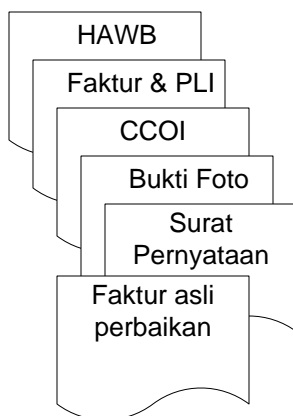 HAWB
Faktur & PLI
CCOI
Bukti Foto
Surat
Pernyataan
Faktur asli
perbaikan